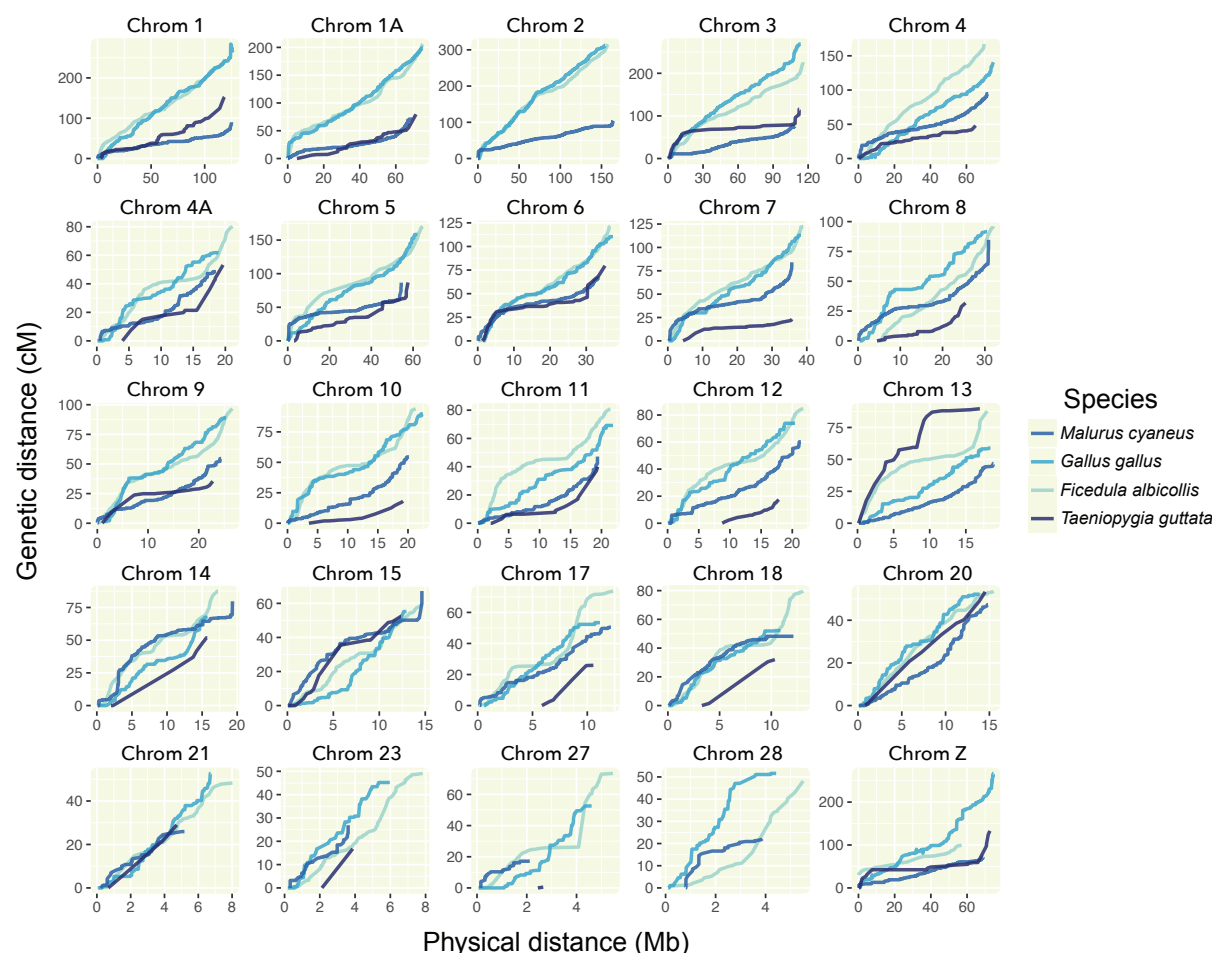 Chrom 1 Chrom 1A Chrom 2 Chrom 3 Chrom 4
200 100 0
0 50 100
200 150 100 50 0
0 20 40 60
300 200 100 0
0 50 100 150
200 100 0
0 30 60 90 120
150 100 50 0
0 20 40 60
Chrom 4A Chrom 5 Chrom 6 Chrom 7 Chrom 8
80 60 40 20 0
0 5 10 15 20
150 100 50 0
0 20 40 60
125 100 75 50 25 0
0 10 20 30
125 100 75 50 25 0
0 10 20 30 40
100 75 50 25 0
0 10 20 30
Chrom 9 Chrom 10 Chrom 11 Chrom 12 Chrom 13
100 75 50 25 0
0 10 20
75 50 25 0
0 5 10 15 20
80 60 40 20 0
0 5 10 15 20
80 60 40 20 0
0 5 10 15 20
75 50 25 0
0 5 10 15
Chrom 14 Chrom 15 Chrom 17 Chrom 18 Chrom 20
75 50 25 0
0 5 10 15 20
60 40 20 0
0 5 10 15
60 40 20 0
0 5 10
80 60 40 20 0
0 5 10
40 20 0
0 5 10 15
Chrom 21 Chrom 23 Chrom 27 Chrom 28 Chrom Z
40 20 0
0 2 4 6 8
50 40 30 20 10 0
0 2 4 6 8
60 40 20 0
0 2 4
50 40 30 20 10 0
0 2 4
200 100 0
0 20 40 60
Genetic distance (cM)
Physical distance (Mb)
Species
Malurus cyaneus
Gallus gallus
Ficedula albicollis
Taeniopygia guttata